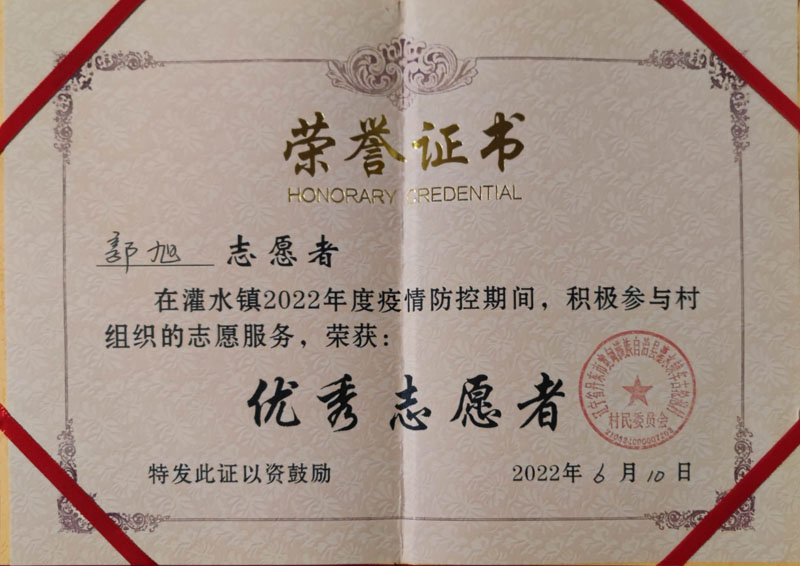 荣誉证书
HONORARY CREDENTIAL
郭旭 志愿者
在灌水镇2022年度疫情防控期间，积极参与村
组织的志愿服务，荣获：
优秀志愿者
特发此证以资鼓励
2022年6月10日
村民委员会